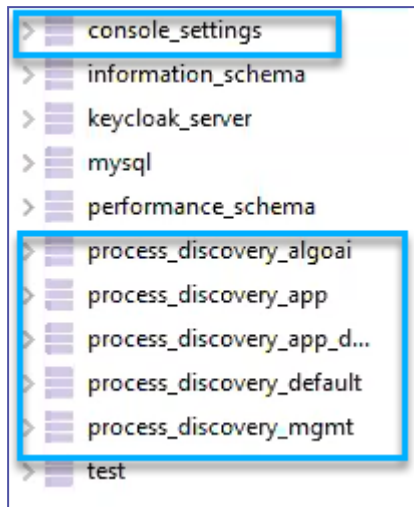 console_settings
information_schema
keycloak_server
mysql
performance_schema
process_discovery_algoai
process_discovery_app
process_discovery_app_d...
process_discovery_default
process_discovery_mgmt
test